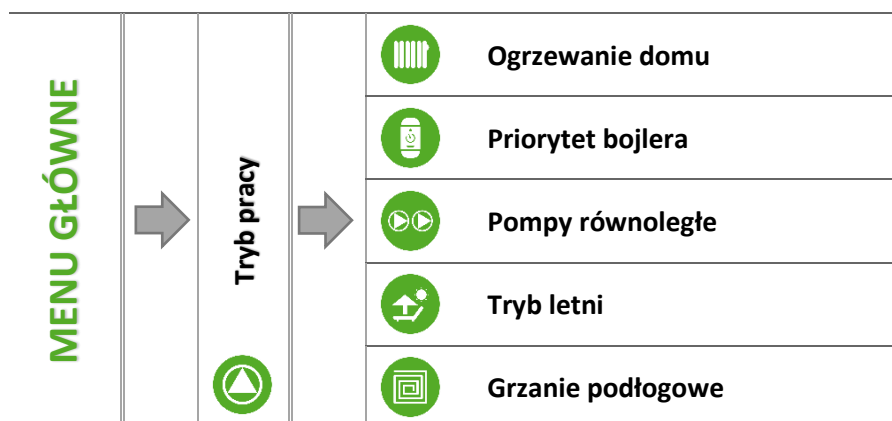 MENU GŁÓWNE
Tryb pracy
Ogrzewanie domu
Priorytet bojlera
Pompy równoległe
Tryb letni
Grzanie podłogowe